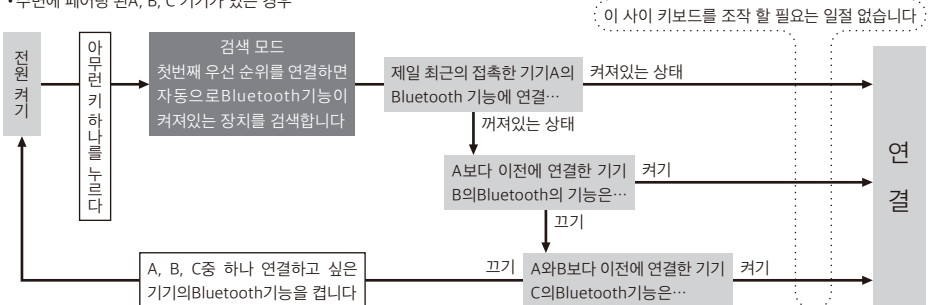 •주변에 페어링 된A, B, C 기기가 있는 경우
이 사이 키보드를 조작 할 필요는 일절 없습니다
전원 켜기
아무런 키 하나를 누르다
검색 모드
첫번째 우선 순위를 연결하면
자동으로Bluetooth기능이
켜져있는 장치를 검색합니다
제일 최근의 접촉한 기기A의
Bluetooth 기능에 연결…
켜져있는 상태
꺼져있는 상태
A보다 이전에 연결한 기기
B의Bluetooth의 기능은…
켜기
끄기
연결
A, B, C중 하나 연결하고 싶은
기기의Bluetooth기능을 켭니다
끄기
A와B보다 이전에 연결한 기기
C의Bluetooth기능은…
켜기